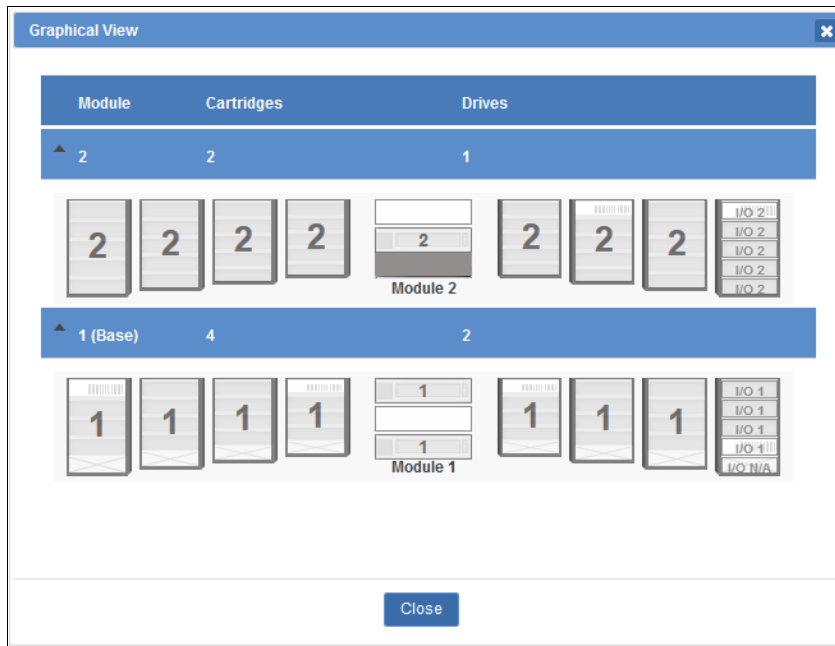 Graphical View
Module Cartridges Drives
2 2 1
2 2 2 2 2 2 2 2 I/O 2
I/O 2
I/O 2
I/O 2
I/O 2
Module 2
1 (Base) 4 2
1 1 1 1 1 1 1 1 I/O 1
I/O 1
I/O 1
1 I/O 1
Module 1 I/O N/A
Close